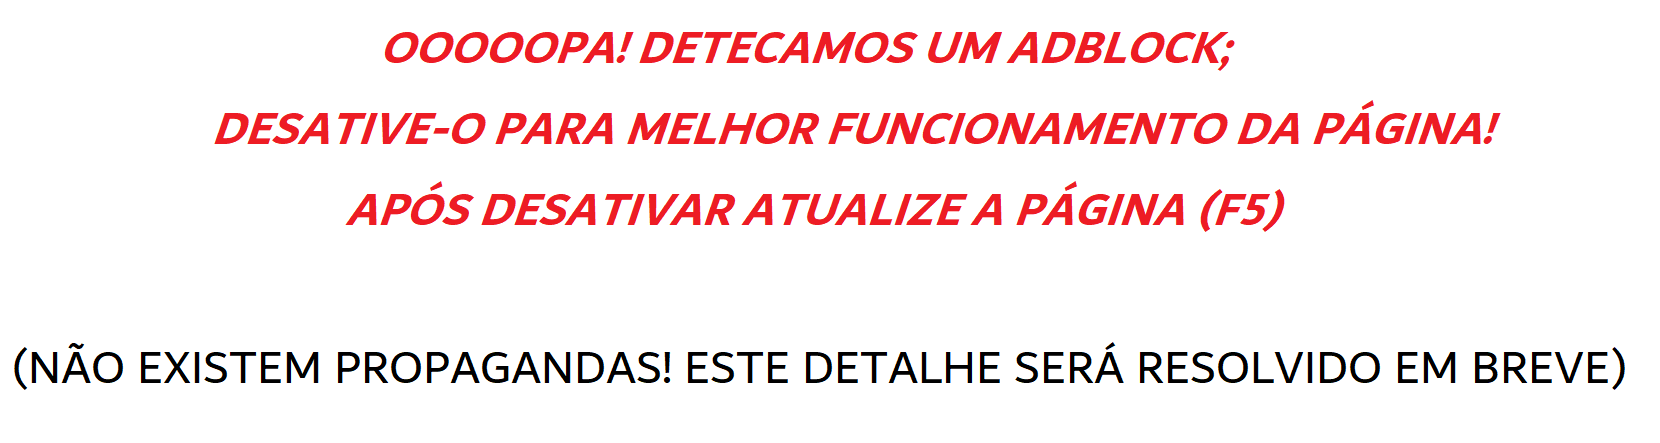 OOOOOPA! DETECAMOS UM ADBLOCK;
DESATIVE-O PARA MELHOR FUNCIONAMENTO DA PÁGINA!
APÓS DESATIVAR ATUALIZE A PÁGINA (F5)
(NÃO EXISTEM PROPAGANDAS! ESTE DETALHE SERÁ RESOLVIDO EM BREVE)